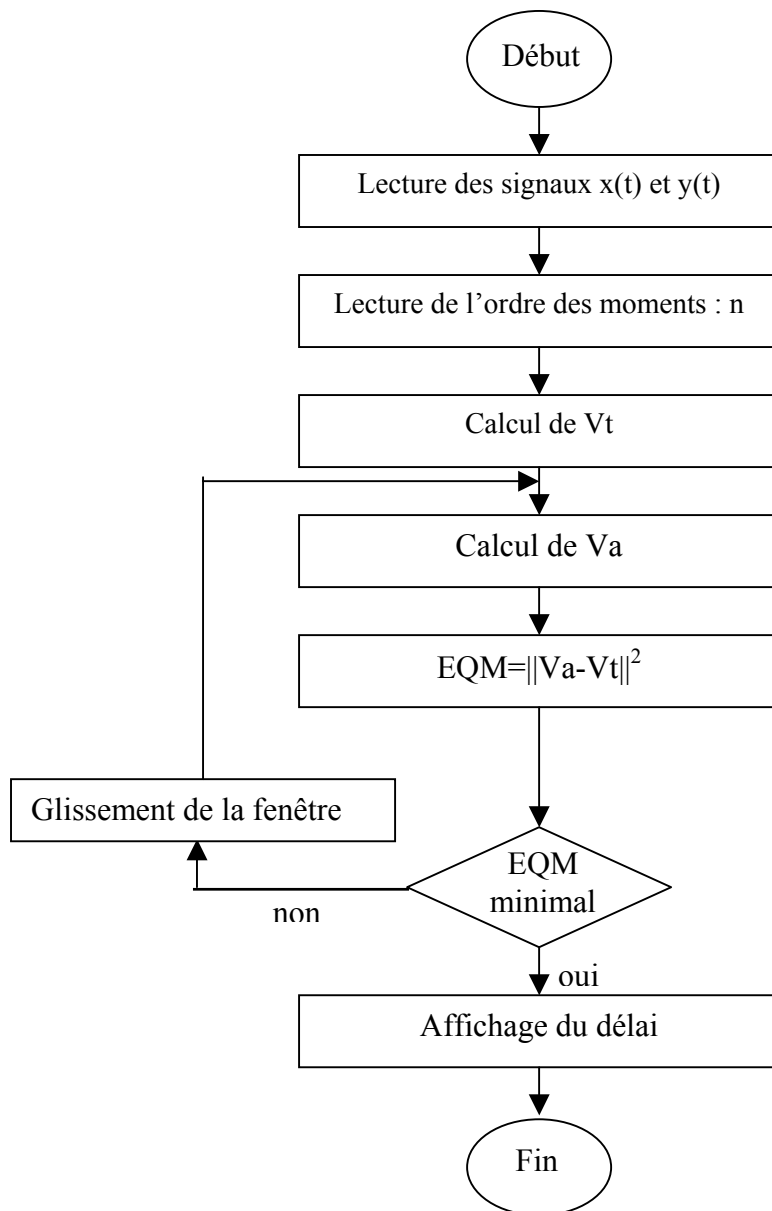 Début
Lecture des signaux x(t) et y(t)
Lecture de l’ordre des moments : n
Calcul de Vt
Calcul de Va
EQM=||Va-Vt||²
Glissement de la fenêtre
EQM
minimal
non
oui
Affichage du délai
Fin